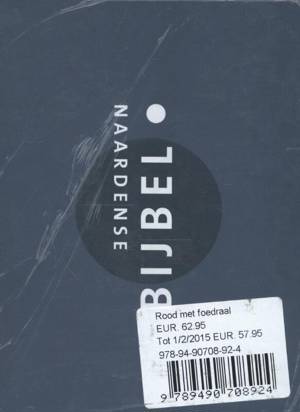 NAARDENSE
BIJBEL
Rood met foedraal
EUR. 62.95
Tot 1/2/2015 EUR. 57.95
978-94-90708-92-4
9 789490 708924